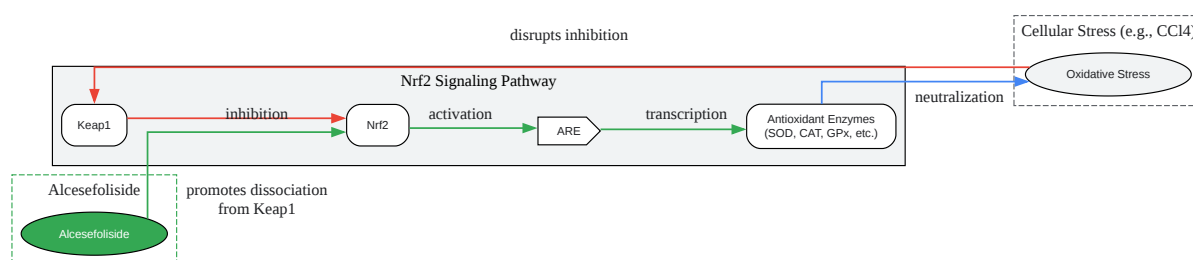 disrupts inhibition
Cellular Stress (e.g., CCl4)
Oxidative Stress
Nrf2 Signaling Pathway
neutralization
Keap1
inhibition
Nrf2
activation
ARE
transcription
Antioxidant Enzymes
(SOD, CAT, GPx, etc.)
Alcesefoliside
promotes dissociation
from Keap1
Alcesefoliside